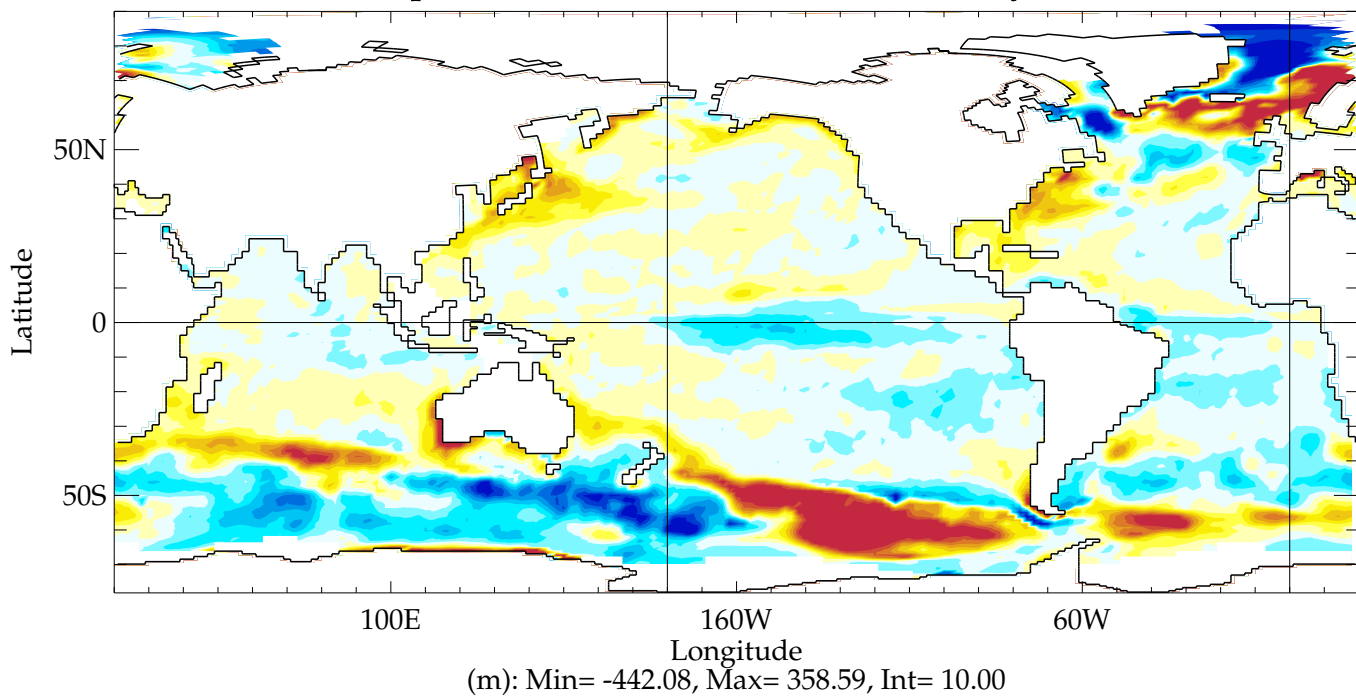 50N
0
50S
Latitude
100E
160W
60W
Longitude
(m): Min= -442.08, Max= 358.59, Int= 10.00